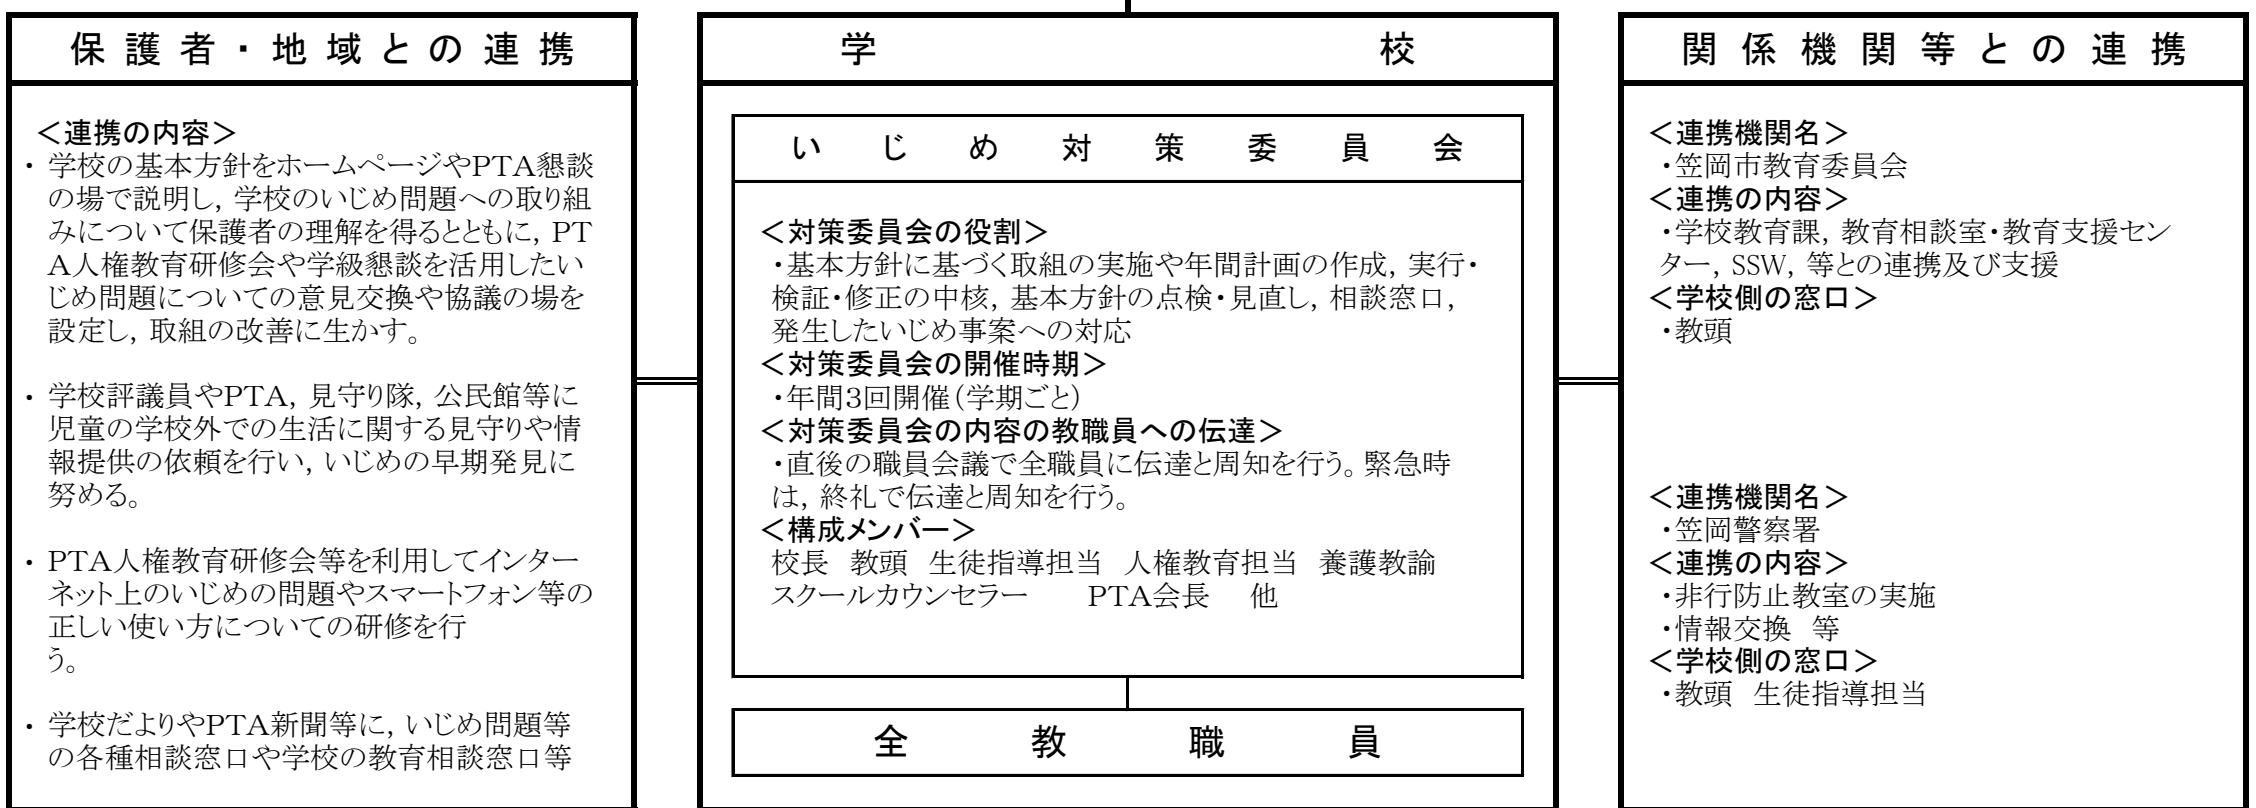 保護者・地域との連携
＜連携の内容＞
・ 学校の基本方針をホームページやPTA懇談
の場で説明し，学校のいじめ問題への取り組
みについて保護者の理解を得るとともに，PT
A人権教育研修会や学級懇談を活用したい
じめ問題についての意見交換や協議の場を
設定し，取組の改善に生かす。
・ 学校評議員やPTA，見守り隊，公民館等に
児童の学校外での生活に関する見守りや情
報提供の依頼を行い，いじめの早期発見に
努める。
・ PTA人権教育研修会等を利用してインター
ネット上のいじめの問題やスマートフォン等の
正しい使い方についての研修を行
う。
・ 学校だよりやPTA新聞等に，いじめ問題等
の各種相談窓口や学校の教育相談窓口等
学校
いじめ対策委員会
＜対策委員会の役割＞
・基本方針に基づく取組の実施や年間計画の作成，実行・
検証・修正の中核，基本方針の点検・見直し，相談窓口，
発生したいじめ事案への対応
＜対策委員会の開催時期＞
・年間3回開催（学期ごと）
＜対策委員会の内容の教職員への伝達＞
・直後の職員会議で全職員に伝達と周知を行う。緊急時
は，終礼で伝達と周知を行う。
＜構成メンバー＞
校長　教頭　生徒指導担当　人権教育担当　養護教諭
スクールカウンセラー　　PTA会長　他
全教職員
関係機関等との連携
＜連携機関名＞
・笠岡市教育委員会
＜連携の内容＞
・学校教育課，教育相談室・教育支援セン
ター，SSW，等との連携及び支援
＜学校側の窓口＞
・教頭
＜連携機関名＞
・笠岡警察署
＜連携の内容＞
・非行防止教室の実施
・情報交換　等
＜学校側の窓口＞
・教頭　生徒指導担当